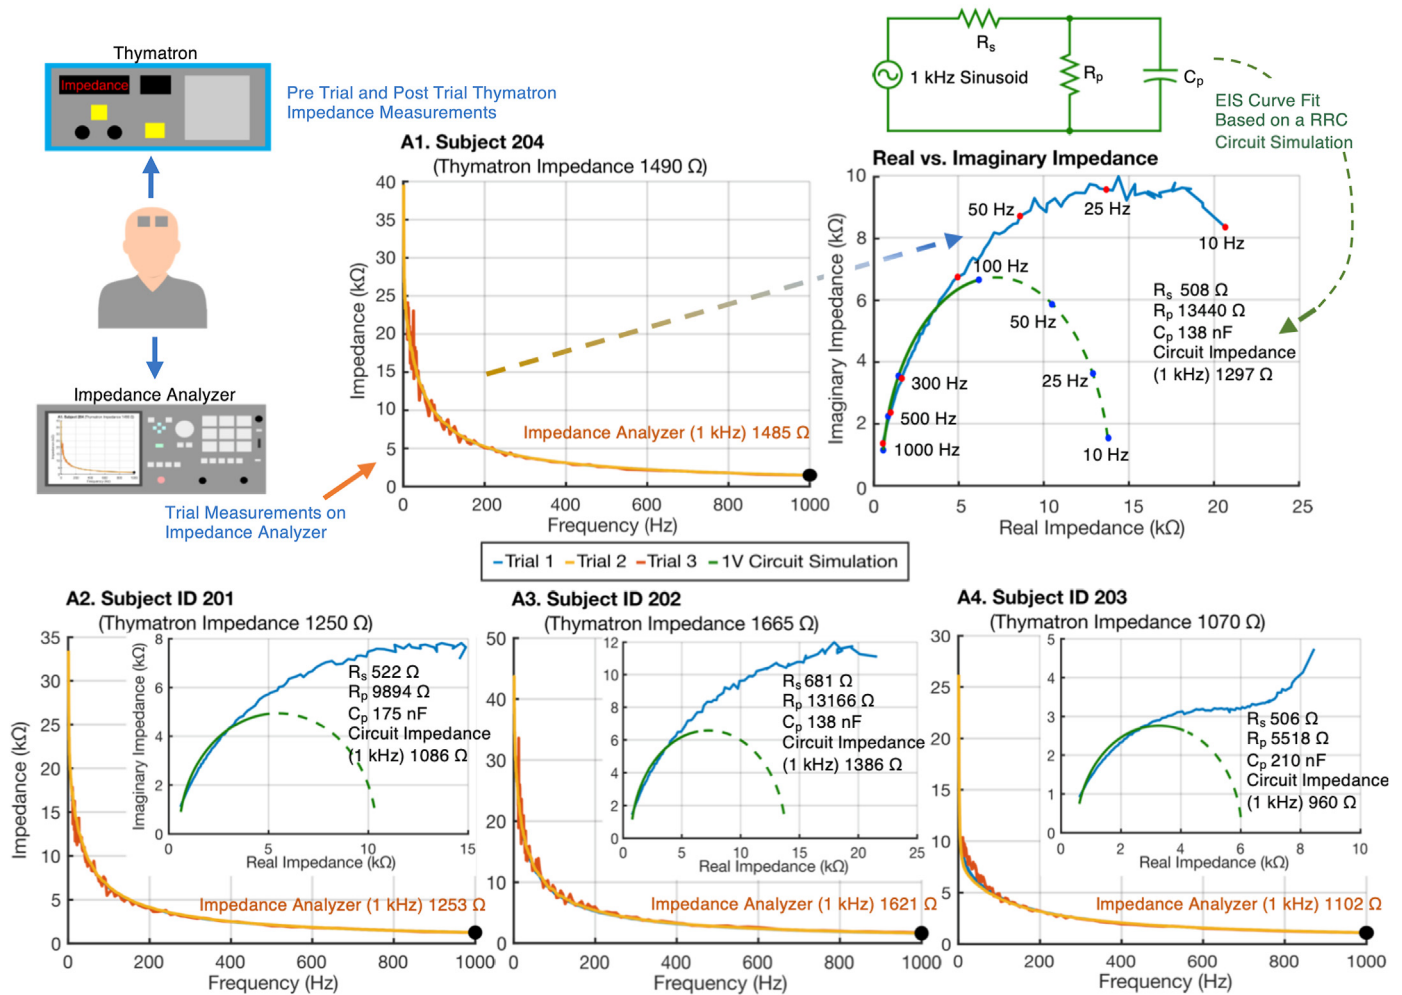 Thymatron
Impedance
Pre Trial and Post Trial Thymatron
Impedance Measurements
Impedance Analyzer
Trial Measurements on
Impedance Analyzer
Rs
Rp
Cp
1 kHz Sinusoid
EIS Curve Fit
Based on a RRC
Circuit Simulation
A1. Subject 204
(Thymatron Impedance 1490 Ω)
Impedance (kΩ)
40
35
30
25
20
15
10
5
0
Impedance Analyzer (1 kHz) 1485 Ω
0 200 400 600 800 1000
Frequency (Hz)
Real vs. Imaginary Impedance
Imaginary Impedance (kΩ)
10
8
6
4
2
0
50 Hz
25 Hz
10 Hz
100 Hz
50 Hz
25 Hz
10 Hz
300 Hz
500 Hz
1000 Hz
Rs 508 Ω
Rp 13440 Ω
Cp 138 nF
Circuit Impedance
(1 kHz) 1297 Ω
0 5 10 15 20 25
Real Impedance (kΩ)
Trial 1 Trial 2 Trial 3 1V Circuit Simulation
A2. Subject ID 201
(Thymatron Impedance 1250 Ω)
Impedance (kΩ)
35
30
25
20
15
10
5
0
Imaginary Impedance (kΩ)
8
6
4
2
0
Rs 522 Ω
Rp 9894 Ω
Cp 175 nF
Circuit Impedance
(1 kHz) 1086 Ω
0 5 10 15
Real Impedance (kΩ)
Impedance Analyzer (1 kHz) 1253 Ω
0 200 400 600 800 1000
Frequency (Hz)
A3. Subject ID 202
(Thymatron Impedance 1665 Ω)
50
40
30
20
10
0
12
10
8
6
4
2
0
Rs 681 Ω
Rp 13166 Ω
Cp 138 nF
Circuit Impedance
(1 kHz) 1386 Ω
0 5 10 15 20 25
Real Impedance (kΩ)
Impedance Analyzer (1 kHz) 1621 Ω
0 200 400 600 800 1000
Frequency (Hz)
A4. Subject ID 203
(Thymatron Impedance 1070 Ω)
30
25
20
15
10
5
0
5
4
3
2
1
0
Rs 506 Ω
Rp 5518 Ω
Cp 210 nF
Circuit Impedance
(1 kHz) 960 Ω
0 2 4 6 8 10
Real Impedance (kΩ)
Impedance Analyzer (1 kHz) 1102 Ω
0 200 400 600 800 1000
Frequency (Hz)